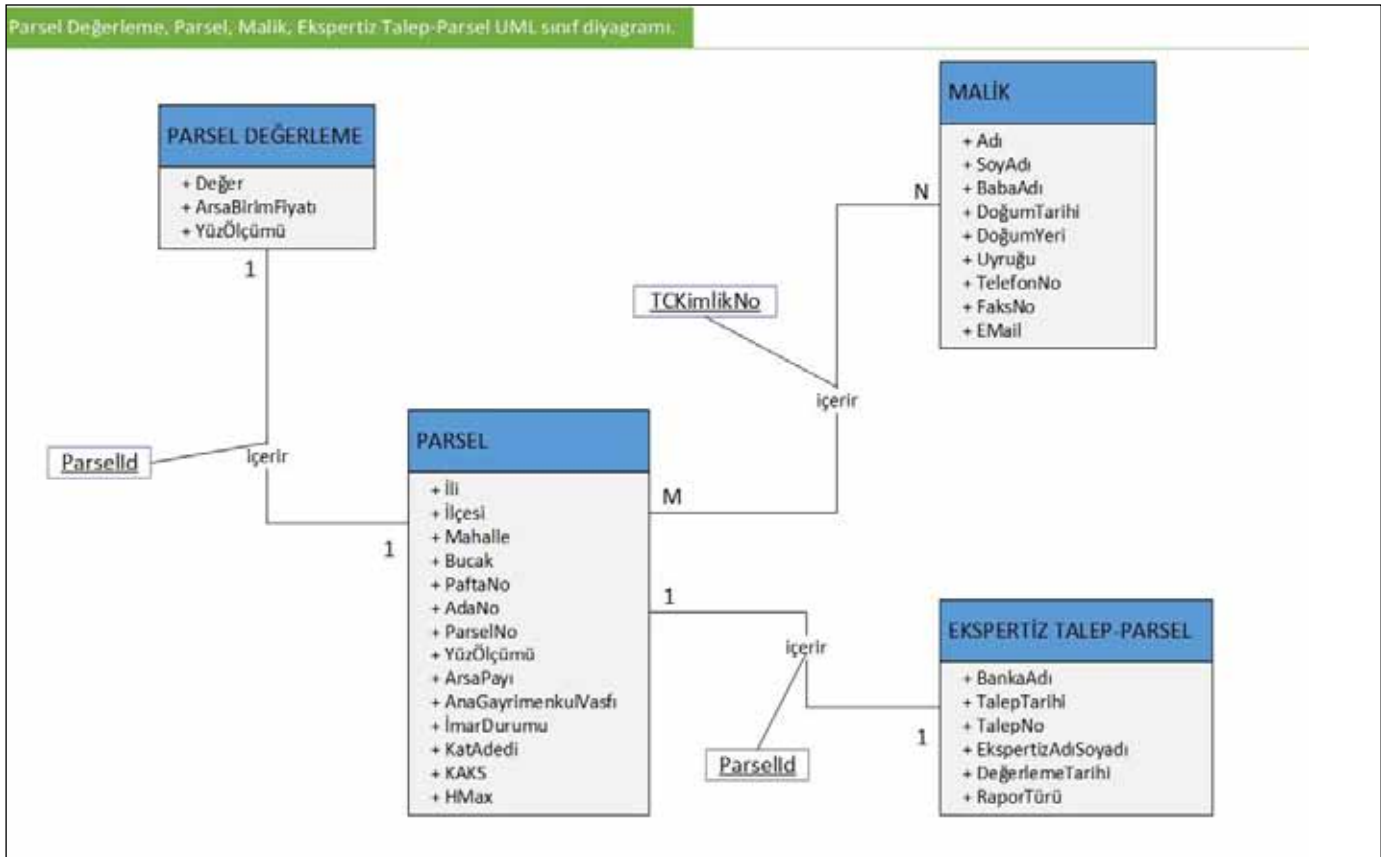 Parsel Değerleme, Parsel, Malik, Ekspertiz Talep-Parsel UML sınıf diyagramı.
PARSEL DEĞERLEME
+ Değer
+ ArsaBirimFiyatı
+ YüzÖlçümü
1
MALİK
+ Adı
+ SoyAdı
+ BabaAdı
+ DoğumTarihi
+ DoğumYeri
+ Uyruğu
+ TelefonNo
+ FaksNo
+ EMail
N
TCKimlikNo
içerir
ParselId
içerir
PARSEL
+ İli
+ İlçesi
+ Mahalle
+ Bucak
+ PaftaNo
+ AdaNo
+ ParselNo
+ YüzÖlçümü
+ ArsaPayı
+ AnaGayrimenkulVasfı
+ İmarDurumu
+ KatAdedi
+ KAKS
+ HMax
M
1
1
içerir
ParselId
EKSPERTİZ TALEP-PARSEL
+ BankaAdı
+ TalepTarihi
+ TalepNo
+ EkspertizAdıSoyadı
+ DeğerlemeTarihi
+ RaporTürü
1